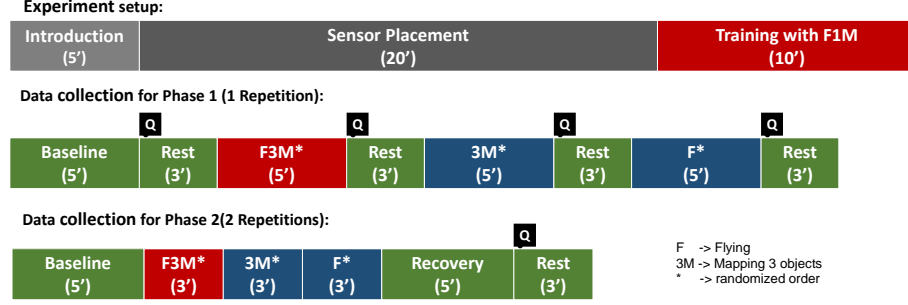 Experiment setup:
Introduction Sensor Placement Training with F1M
(5’) (20’) (10’)
Data collection for Phase 1 (1 Repetition):
Q Q Q Q
Baseline Rest F3M* Rest 3M* Rest F* Rest
(5’) (3’) (5’) (3’) (5’) (3’) (5’) (3’)
Data collection for Phase 2(2 Repetitions):
Q
Baseline F3M* 3M* F* Recovery Rest
(5’) (3’) (3’) (3’) (5’) (3’)
F -> Flying
3M -> Mapping 3 objects
* -> randomized order